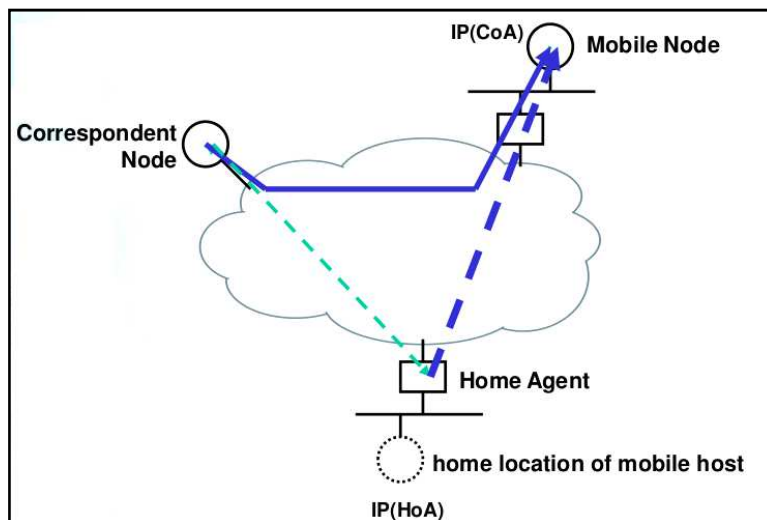 IP(CoA)
Mobile Node
Correspondent
Node
Home Agent
home location of mobile host
IP(HoA)